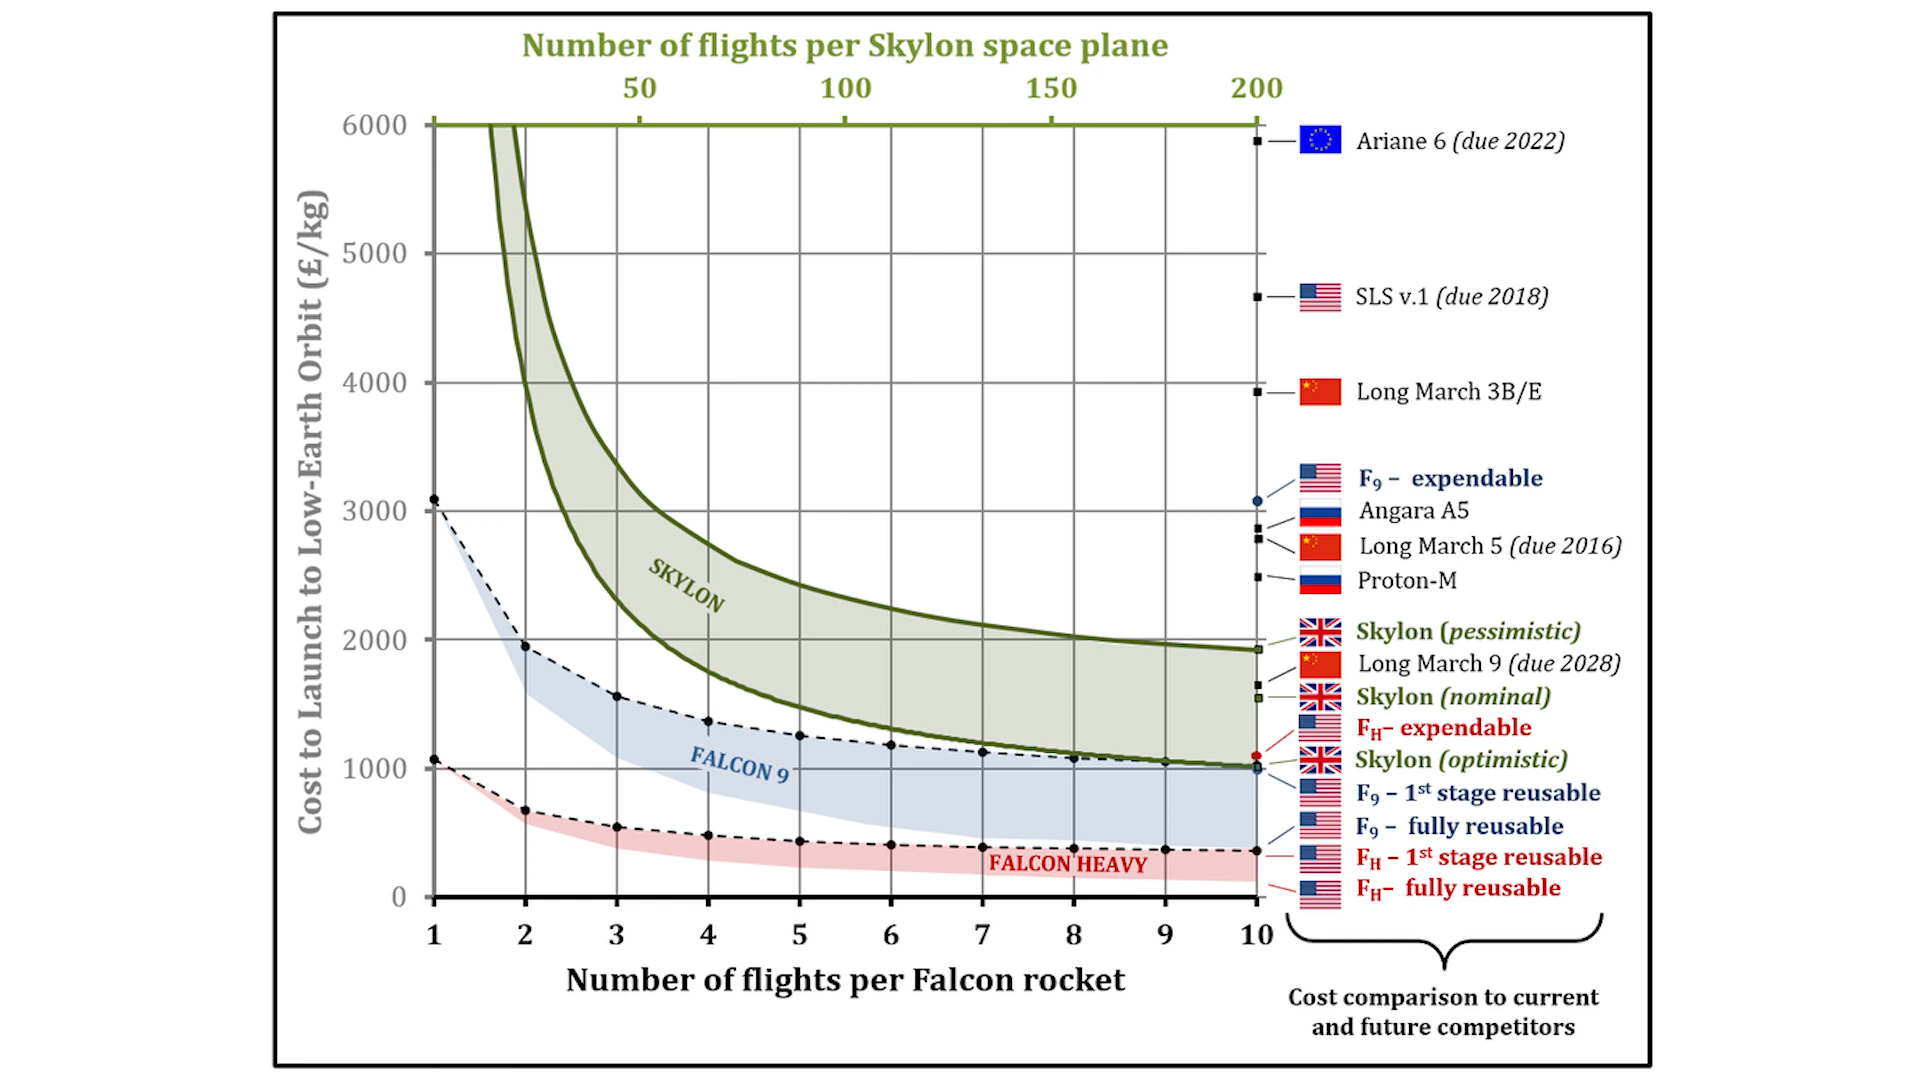 Number of flights per Skylon space plane
50 100 150 200
Cost to Launch to Low-Earth Orbit (£/kg)
6000
5000
4000
3000
2000
1000
0
SKYLON
FALCON 9
FALCON HEAVY
1 2 3 4 5 6 7 8 9 10
Number of flights per Falcon rocket
Ariane 6 (due 2022)
SLS v.1 (due 2018)
Long March 3B/E
F9 – expendable
Angara A5
Long March 5 (due 2016)
Proton-M
Skylon (pessimistic)
Long March 9 (due 2028)
Skylon (nominal)
FH– expendable
Skylon (optimistic)
F9 – 1st stage reusable
F9 – fully reusable
FH – 1st stage reusable
FH– fully reusable
Cost comparison to current
and future competitors